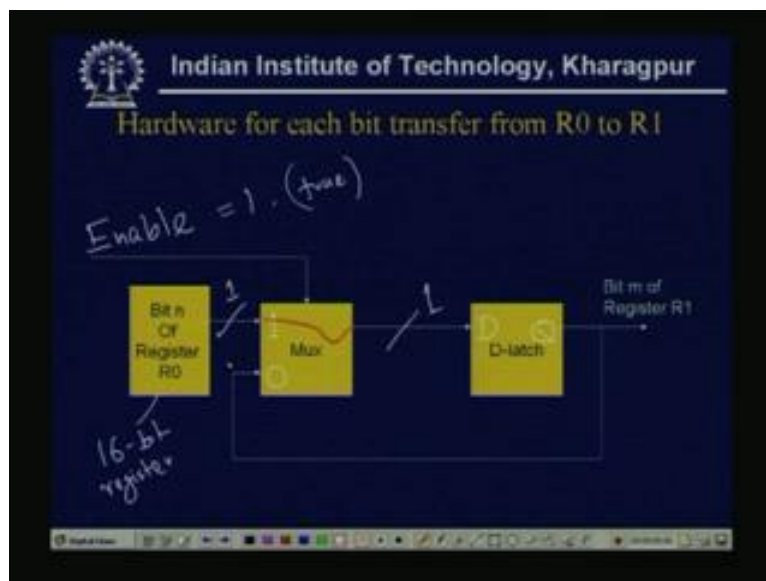 Indian Institute of Technology, Kharagpur
Hardware for each bit transfer from R0 to R1
Enable = 1 . (true)
Bit n
Of
Register
R0
1
1
0
Mux
1
D
Q
D-latch
Bit m of
Register R1
16-bit
register